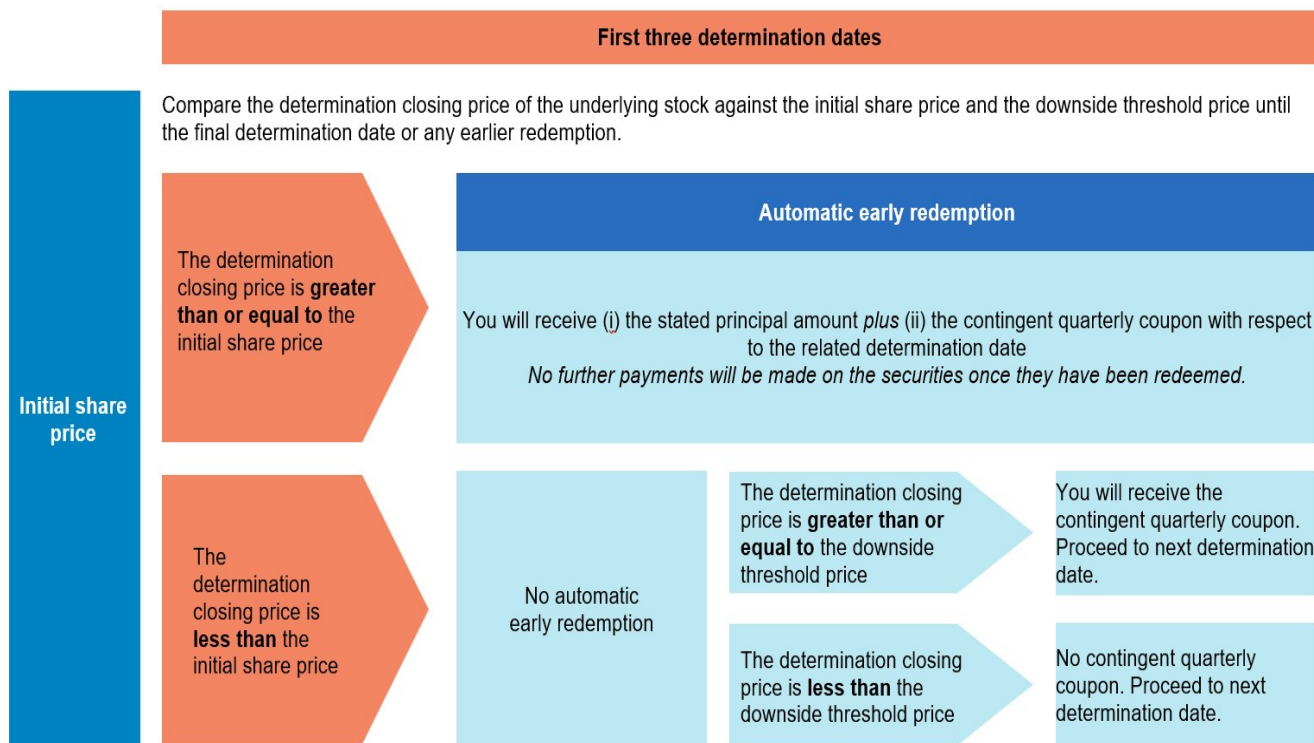 First three determination dates
Compare the determination closing price of the underlying stock against the initial share price and the downside threshold price until
the final determination date or any earlier redemption.
Initial share
price
The determination
closing price is greater
than or equal to the
initial share price
Automatic early redemption
You will receive (i) the stated principal amount plus (ii) the contingent quarterly coupon with respect
to the related determination date
No further payments will be made on the securities once they have been redeemed.
The
determination
closing price is
less than the
initial share price
No automatic
early redemption
The determination closing
price is greater than or
equal to the downside
threshold price
You will receive the
contingent quarterly coupon.
Proceed to next determination
date.
The determination closing
price is less than the
downside threshold price
No contingent quarterly
coupon. Proceed to next
determination date.